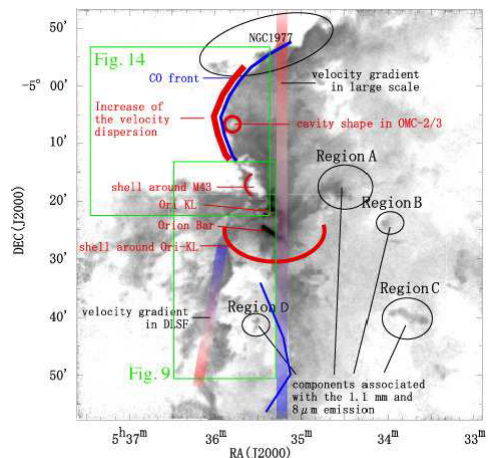 50'
-5° 00'
10'
20'
30'
40'
50'
DEC(J2000)
Fig. 14
NGC1977
CO front
velocity gradient
in large scale
Increase of
the velocity
dispersion
cavity shape in OMC-2/3
Region A
shell around M43
Ori KL
Region B
Orion Bar
shell around Ori-KL
Region C
velocity gradient
in DLSF
Region D
Fig. 9
components associated
with the 1.1 mm and
8μm emission
5h37m
36m
35m
34m
33m
RA(J2000)